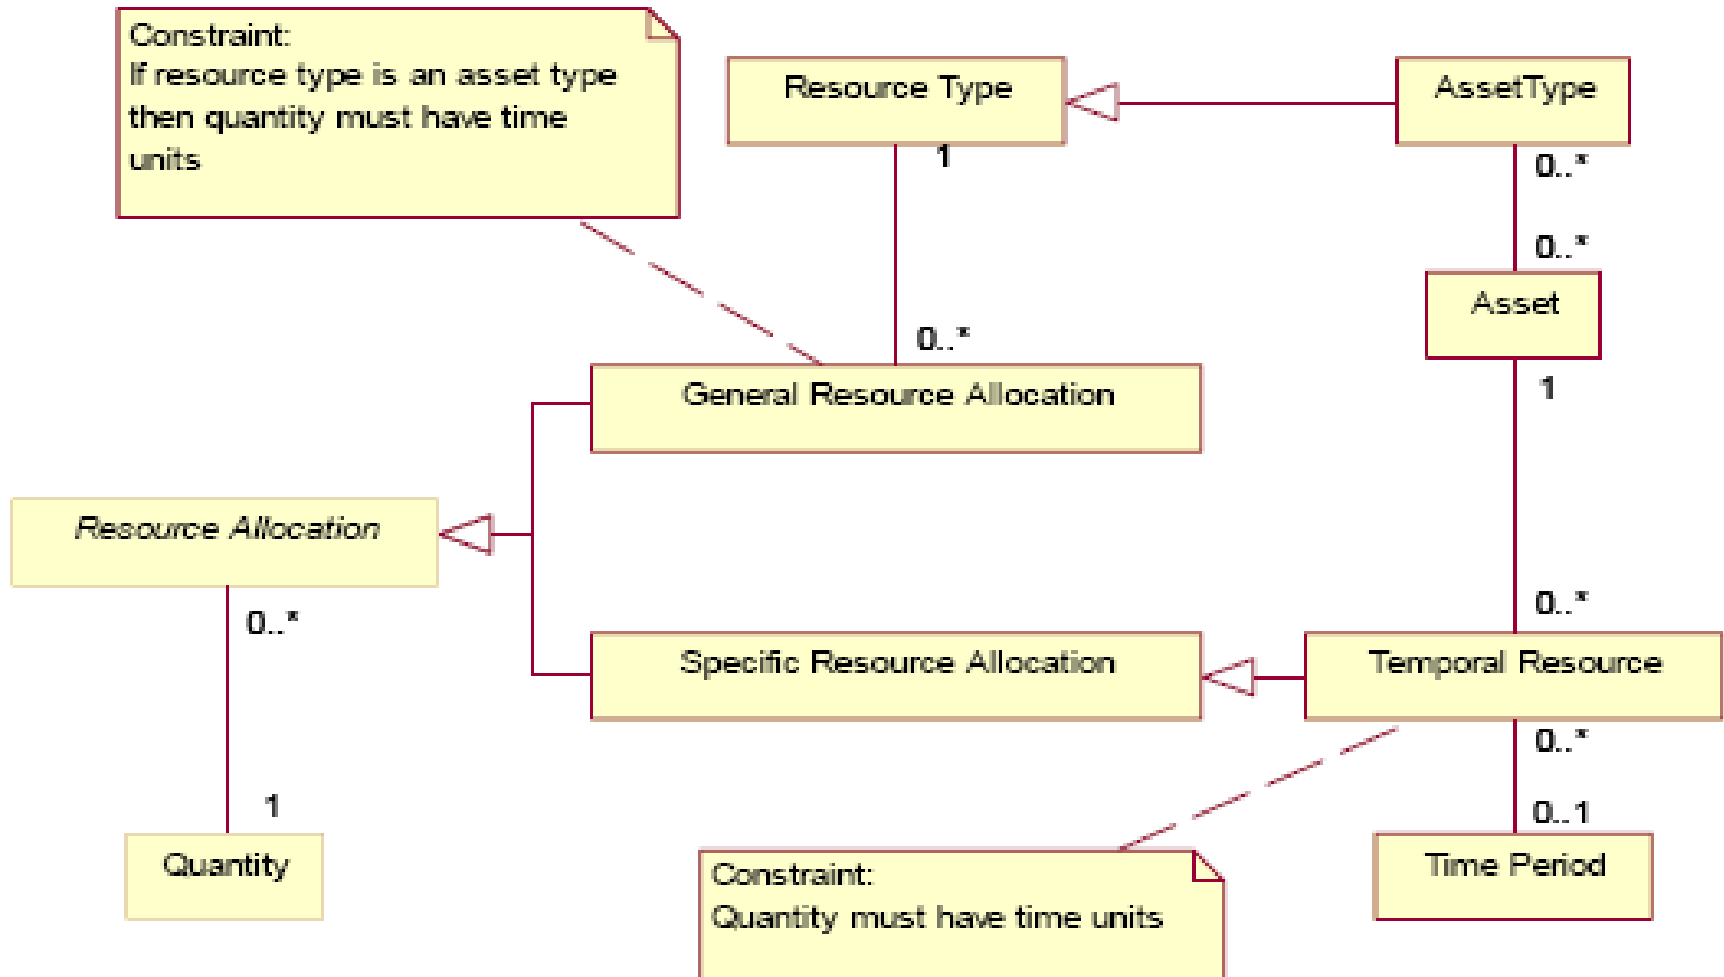 Constraint:
If resource type is an asset type
then quantity must have time
units
Resource Type
AssetType
1
0..*
0..*
0..*
Asset
1
General Resource Allocation
Resource Allocation
0..*
0..*
Specific Resource Allocation
Temporal Resource
0..*
1
0..1
Quantity
Time Period
Constraint:
Quantity must have time units